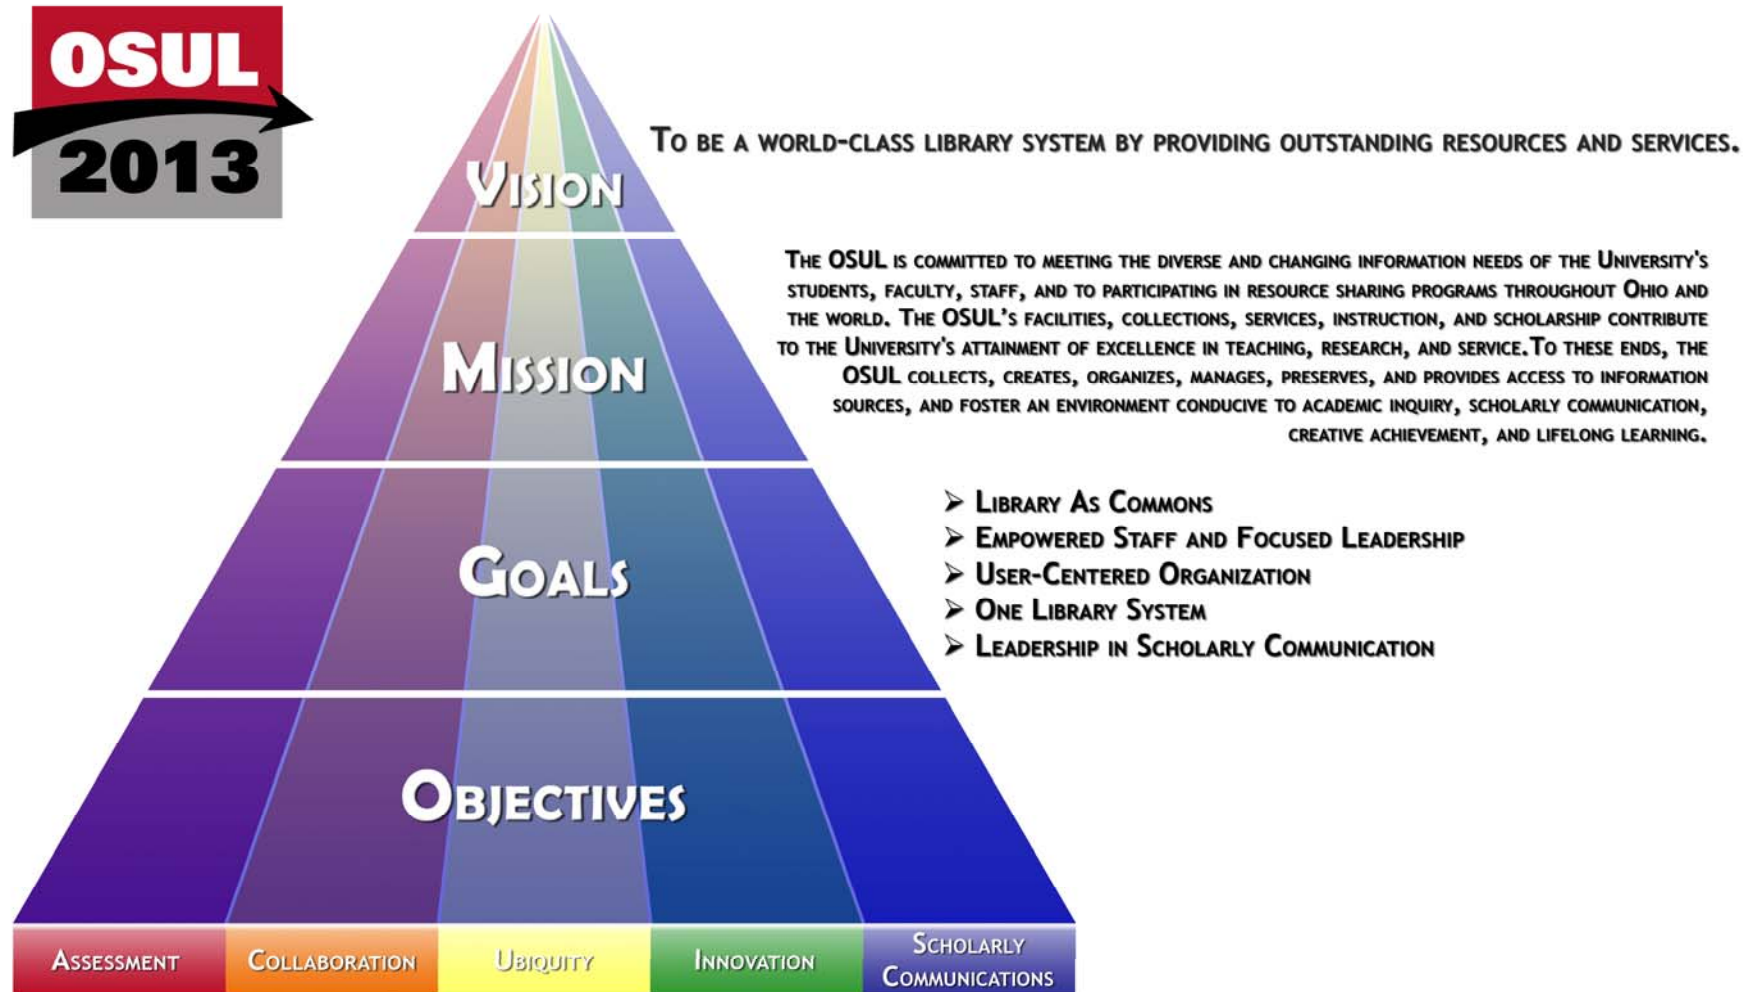 OSUL
2013
VISION
TO BE A WORLD-CLASS LIBRARY SYSTEM BY PROVIDING OUTSTANDING RESOURCES AND SERVICES.
MISSION
THE OSUL IS COMMITTED TO MEETING THE DIVERSE AND CHANGING INFORMATION NEEDS OF THE UNIVERSITY'S
STUDENTS, FACULTY, STAFF, AND TO PARTICIPATING IN RESOURCE SHARING PROGRAMS THROUGHOUT OHIO AND
THE WORLD. THE OSUL'S FACILITIES, COLLECTIONS, SERVICES, INSTRUCTION, AND SCHOLARSHIP CONTRIBUTE
TO THE UNIVERSITY'S ATTAINMENT OF EXCELLENCE IN TEACHING, RESEARCH, AND SERVICE.TO THESE ENDS, THE
OSUL COLLECTS, CREATES, ORGANIZES, MANAGES, PRESERVES, AND PROVIDES ACCESS TO INFORMATION
SOURCES, AND FOSTER AN ENVIRONMENT CONDUCIVE TO ACADEMIC INQUIRY, SCHOLARLY COMMUNICATION,
CREATIVE ACHIEVEMENT, AND LIFELONG LEARNING.
GOALS
➢ LIBRARY AS COMMONS
➢ EMPOWERED STAFF AND FOCUSED LEADERSHIP
➢ USER-CENTERED ORGANIZATION
➢ ONE LIBRARY SYSTEM
➢ LEADERSHIP IN SCHOLARLY COMMUNICATION
OBJECTIVES
ASSESSMENT
COLLABORATION
UBIQUITY
INNOVATION
SCHOLARLY
COMMUNICATIONS